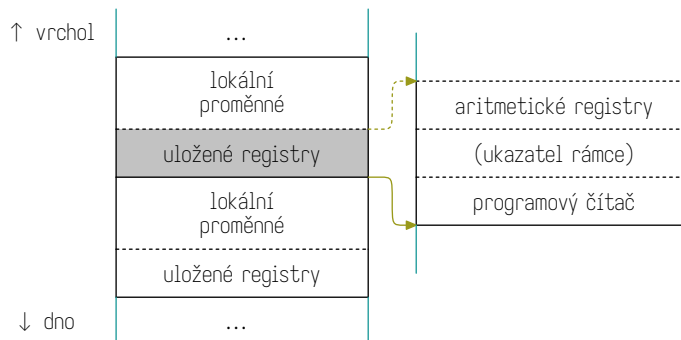 ↑ vrchol
...
lokální
proměnné
uložené registry
lokální
proměnné
uložené registry
↓ dno
...
aritmetické registry
(ukazatel rámce)
programový čítač